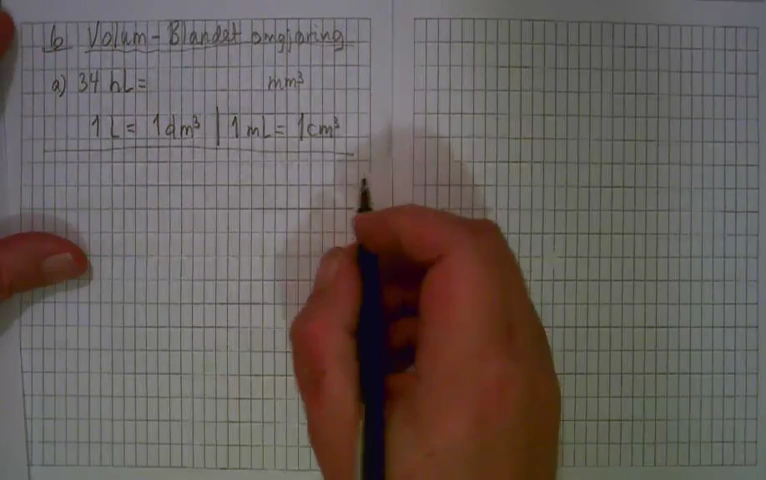 6 Volum - Blandet omgjøring
a) 34 hL = mm³
1 L = 1 dm³ | 1 mL = 1 cm³